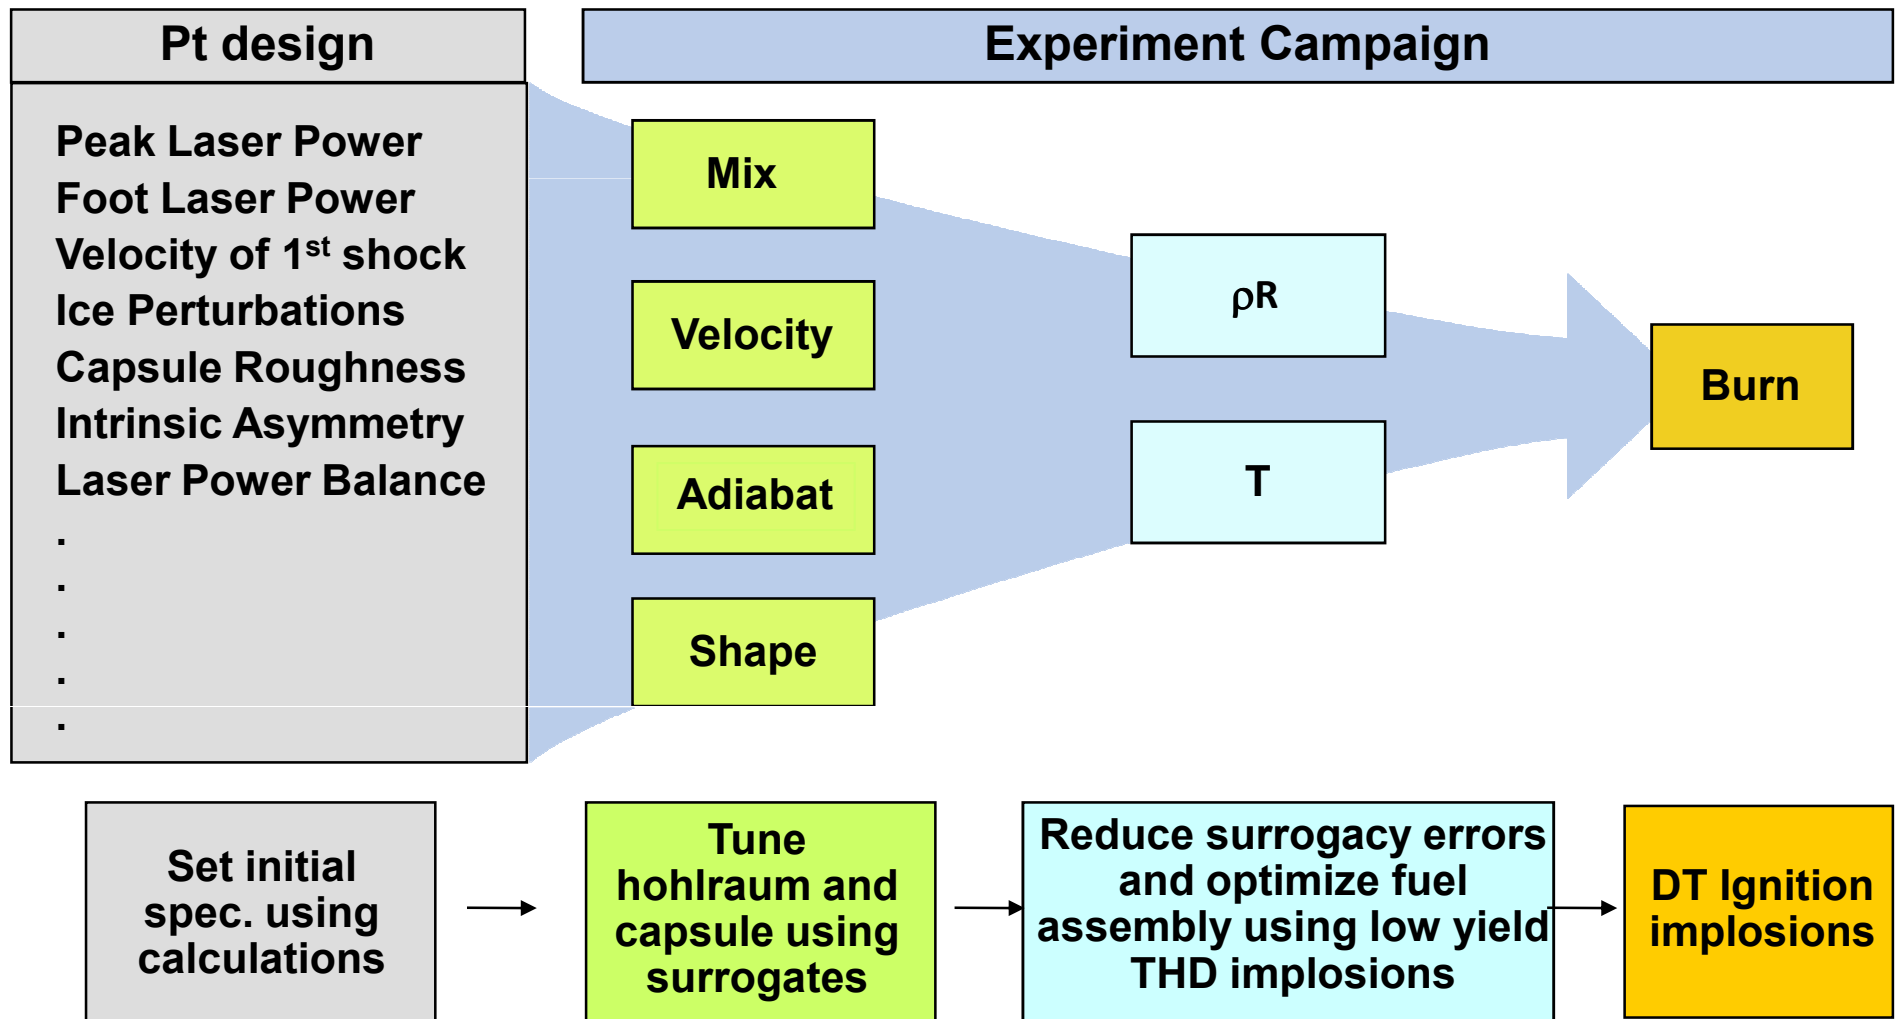 Pt design
Experiment Campaign
Peak Laser Power
Foot Laser Power
Velocity of 1st shock
Ice Perturbations
Capsule Roughness
Intrinsic Asymmetry
Laser Power Balance
.
.
.
.
.
Mix
Velocity
Adiabat
Shape
ρR
T
Burn
Set initial
spec. using
calculations
Tune
hohlraum and
capsule using
surrogates
Reduce surrogacy errors
and optimize fuel
assembly using low yield
THD implosions
DT Ignition
implosions